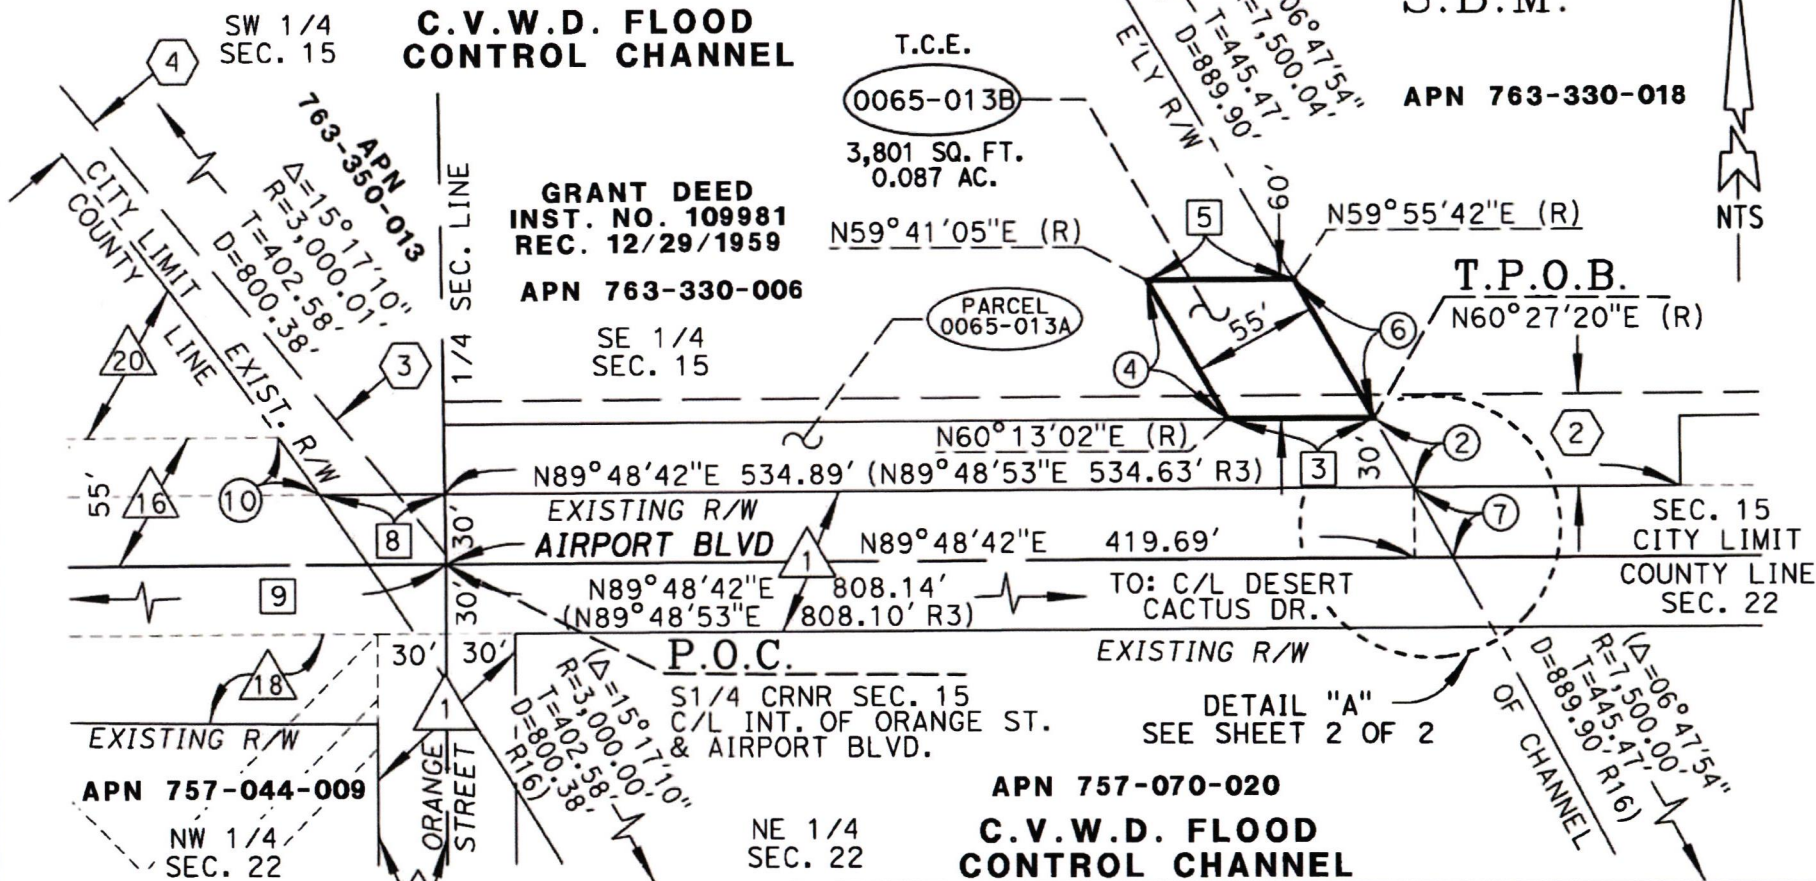 SW 1/4
SEC. 15
C.V.W.D. FLOOD
CONTROL CHANNEL
4
APN
763-350-013
Δ=15°17'10"
R=3,000.01'
T=402.58'
D=800.38'
CITY LIMIT
COUNTY LINE
EXIST. R/W
1/4 SEC. LINE
T.C.E.
0065-013B
3,801 SQ. FT.
0.087 AC.
GRANT DEED
INST. NO. 109981
REC. 12/29/1959
APN 763-330-006
SE 1/4
SEC. 15
PARCEL
0065-013A
E'LY R/W
06°47'54"
=7,500.04'
T=445.47'
D=889.90'
APN 763-330-018
NTS
N59°41'05"E (R)
5
60'
N59°55'42"E (R)
T.P.O.B.
N60°27'20"E (R)
55'
4
6
20
3
N60°13'02"E (R)
3
30'
2
2
55'
16
10
8
30'
N89°48'42"E 534.89' (N89°48'53"E 534.63' R3)
EXISTING R/W
AIRPORT BLVD
1
N89°48'42"E 419.69'
7
SEC. 15
CITY LIMIT
COUNTY LINE
SEC. 22
9
30'
N89°48'42"E 808.14'
(N89°48'53"E 808.10' R3)
TO: C/L DESERT
CACTUS DR.
EXISTING R/W
18
30'
30'
P.O.C.
S1/4 CRNR SEC. 15
C/L INT. OF ORANGE ST.
& AIRPORT BLVD.
DETAIL "A"
SEE SHEET 2 OF 2
EXISTING R/W
APN 757-044-009
NW 1/4
SEC. 22
1
ORANGE
STREET
(Δ=15°17'10"
R=3,000.00'
T=402.58'
D=800.38'
R16)
NE 1/4
SEC. 22
APN 757-070-020
C.V.W.D. FLOOD
CONTROL CHANNEL
OF CHANNEL
(Δ=06°47'54"
R=7,500.00'
T=445.47'
D=889.90' R16)